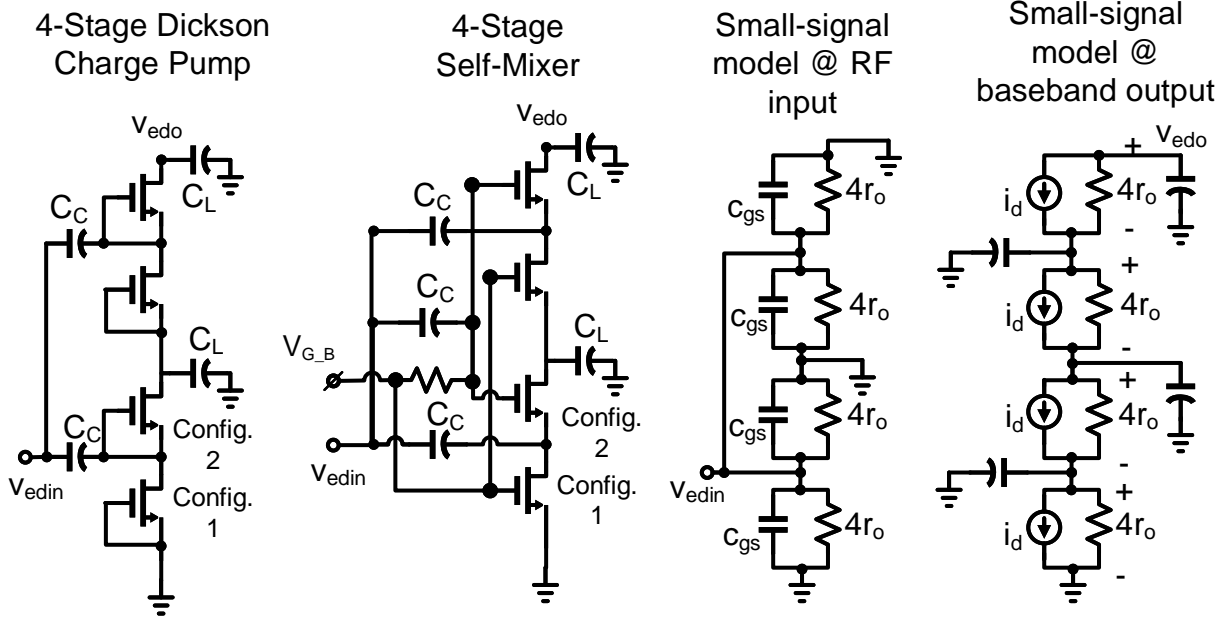 4-Stage Dickson
Charge Pump
4-Stage
Self-Mixer
Small-signal
model @ RF
input
Small-signal
model @
baseband output
vedo
CL
CC
CL
CC
Config.
2
vedin
Config.
1
vedo
CL
CC
CC
CL
VG_B
CC
Config.
2
vedin
Config.
1
cgs
4ro
cgs
4ro
cgs
4ro
vedin
cgs
4ro
vedo
+
id
4ro
-
+
id
4ro
-
+
id
4ro
-
+
id
4ro
-